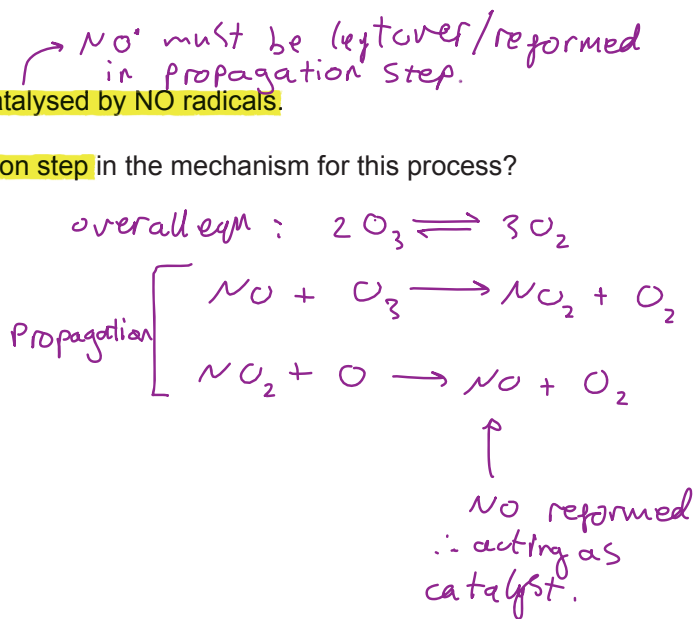 NO• must be leftover/reformed
in propagation step.
atalysed by NO radicals.
on step in the mechanism for this process?
overall eqn : 2O₃ ⇌ 3O₂
NO + O₃ → NO₂ + O₂
Propagation
NO₂ + O → NO + O₂
NO reformed
∴ acting as
catalyst.